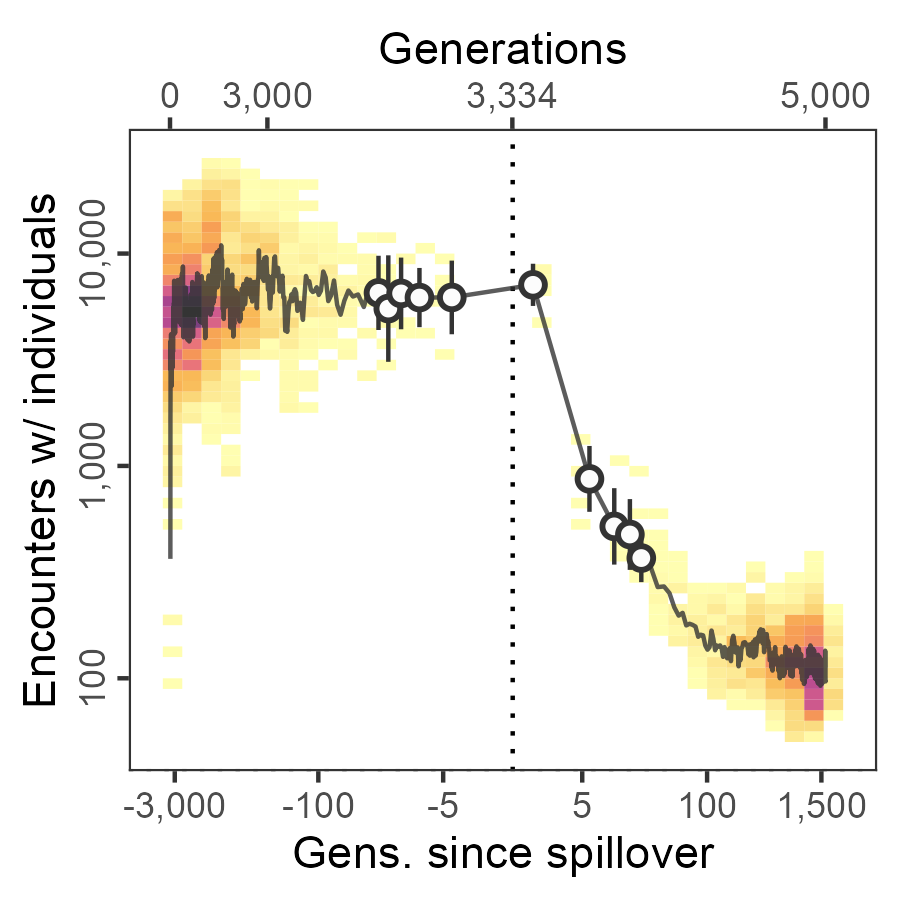 Generations
0 3,000 3,334 5,000
Encounters w/ individuals
10,000
1,000
100
-3,000 -100 -5 5 100 1,500
Gens. since spillover